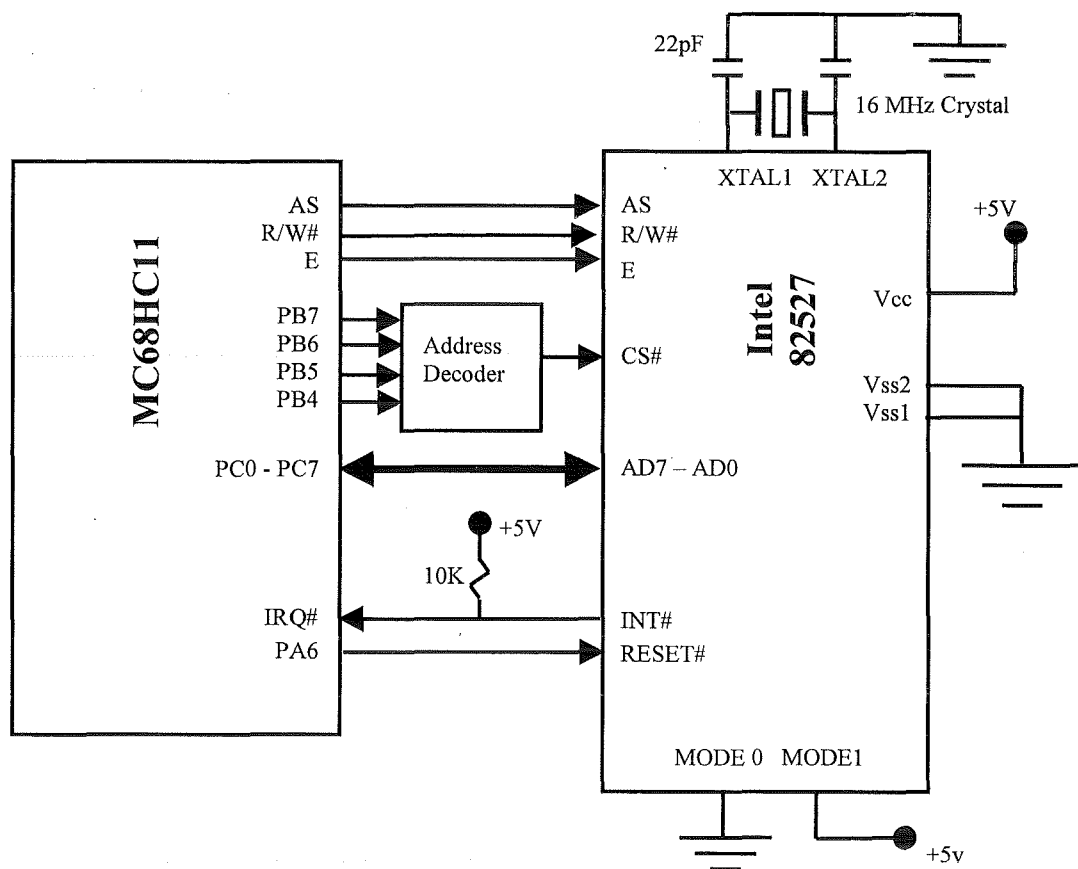 22pF
16 MHz Crystal
XTAL1 XTAL2
MC68HC11
AS
R/W#
E
PB7
PB6
PB5
PB4
PC0 - PC7
IRQ#
PA6
Address
Decoder
+5V
10K
Intel
82527
AS
R/W#
E
CS#
AD7 – AD0
INT#
RESET#
Vcc
Vss2
Vss1
+5V
MODE 0 MODE1
+5v